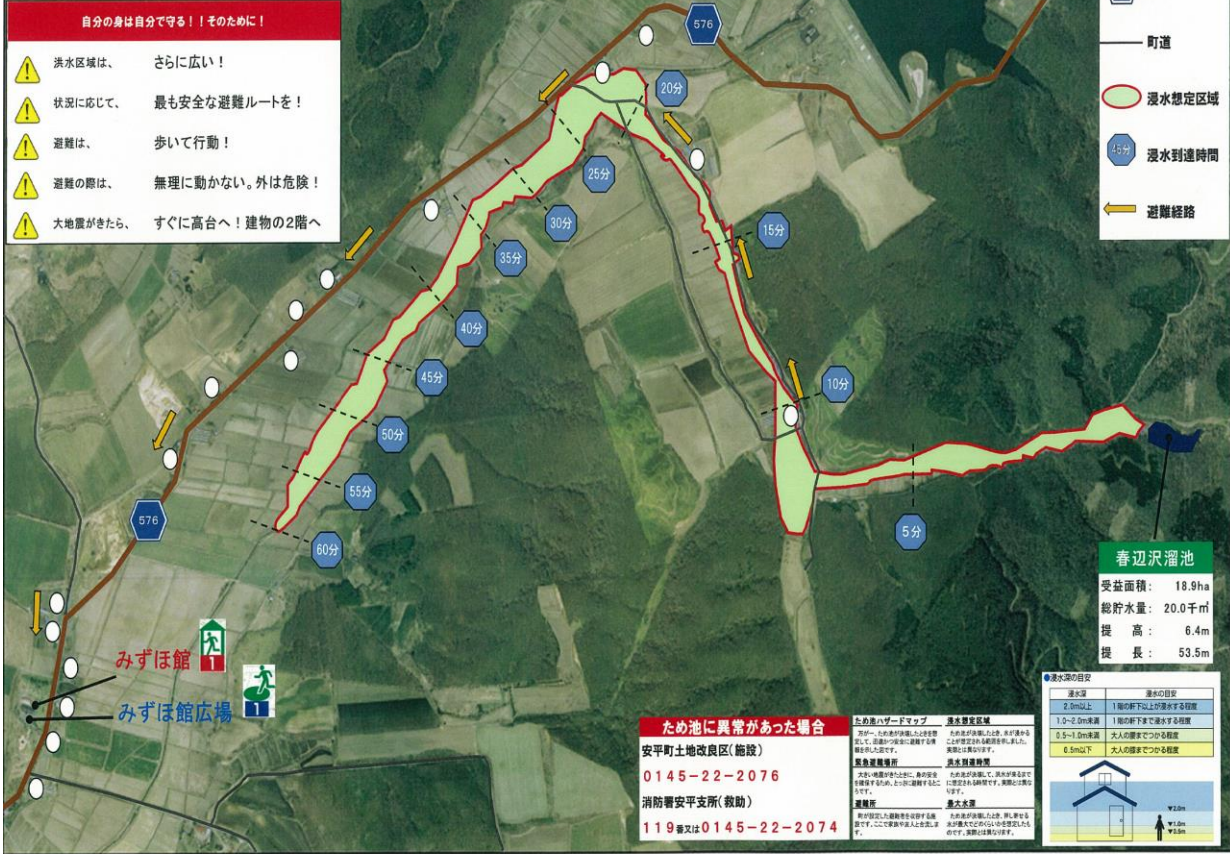 自分の身は自分で守る！！そのために！
洪水区域は、 さらに広い！
状況に応じて、 最も安全な避難ルートを！
避難は、 歩いて行動！
避難の際は、 無理に動かない。外は危険！
大地震がきたら、 すぐに高台へ！建物の2階へ
576
町道
浸水想定区域
45分 浸水到達時間
避難経路
20分
25分
30分
15分
35分
40分
10分
45分
50分
55分
5分
60分
576
みずほ館
1
みずほ館広場
1
春辺沢溜池
受益面積： 18.9ha
総貯水量： 20.0千㎥
提 高： 6.4m
提 長： 53.5m
ため池に異常があった場合
安平町土地改良区（施設）
0145-22-2076
消防署安平支所（救助）
119番又は0145-22-2074
ため池ハザードマップ
緊急避難場所
避難所
浸水想定区域
洪水到達時間
最大水深
●浸水深の目安
浸水深 浸水の目安
2.0m以上 1階の軒下以上が浸水する程度
1.0～2.0m未満 1階の軒下まで浸水する程度
0.5～1.0m未満 大人の腰までつかる程度
0.5m以下 大人の膝までつかる程度
▼2.0m
▼1.0m
▼0.5m